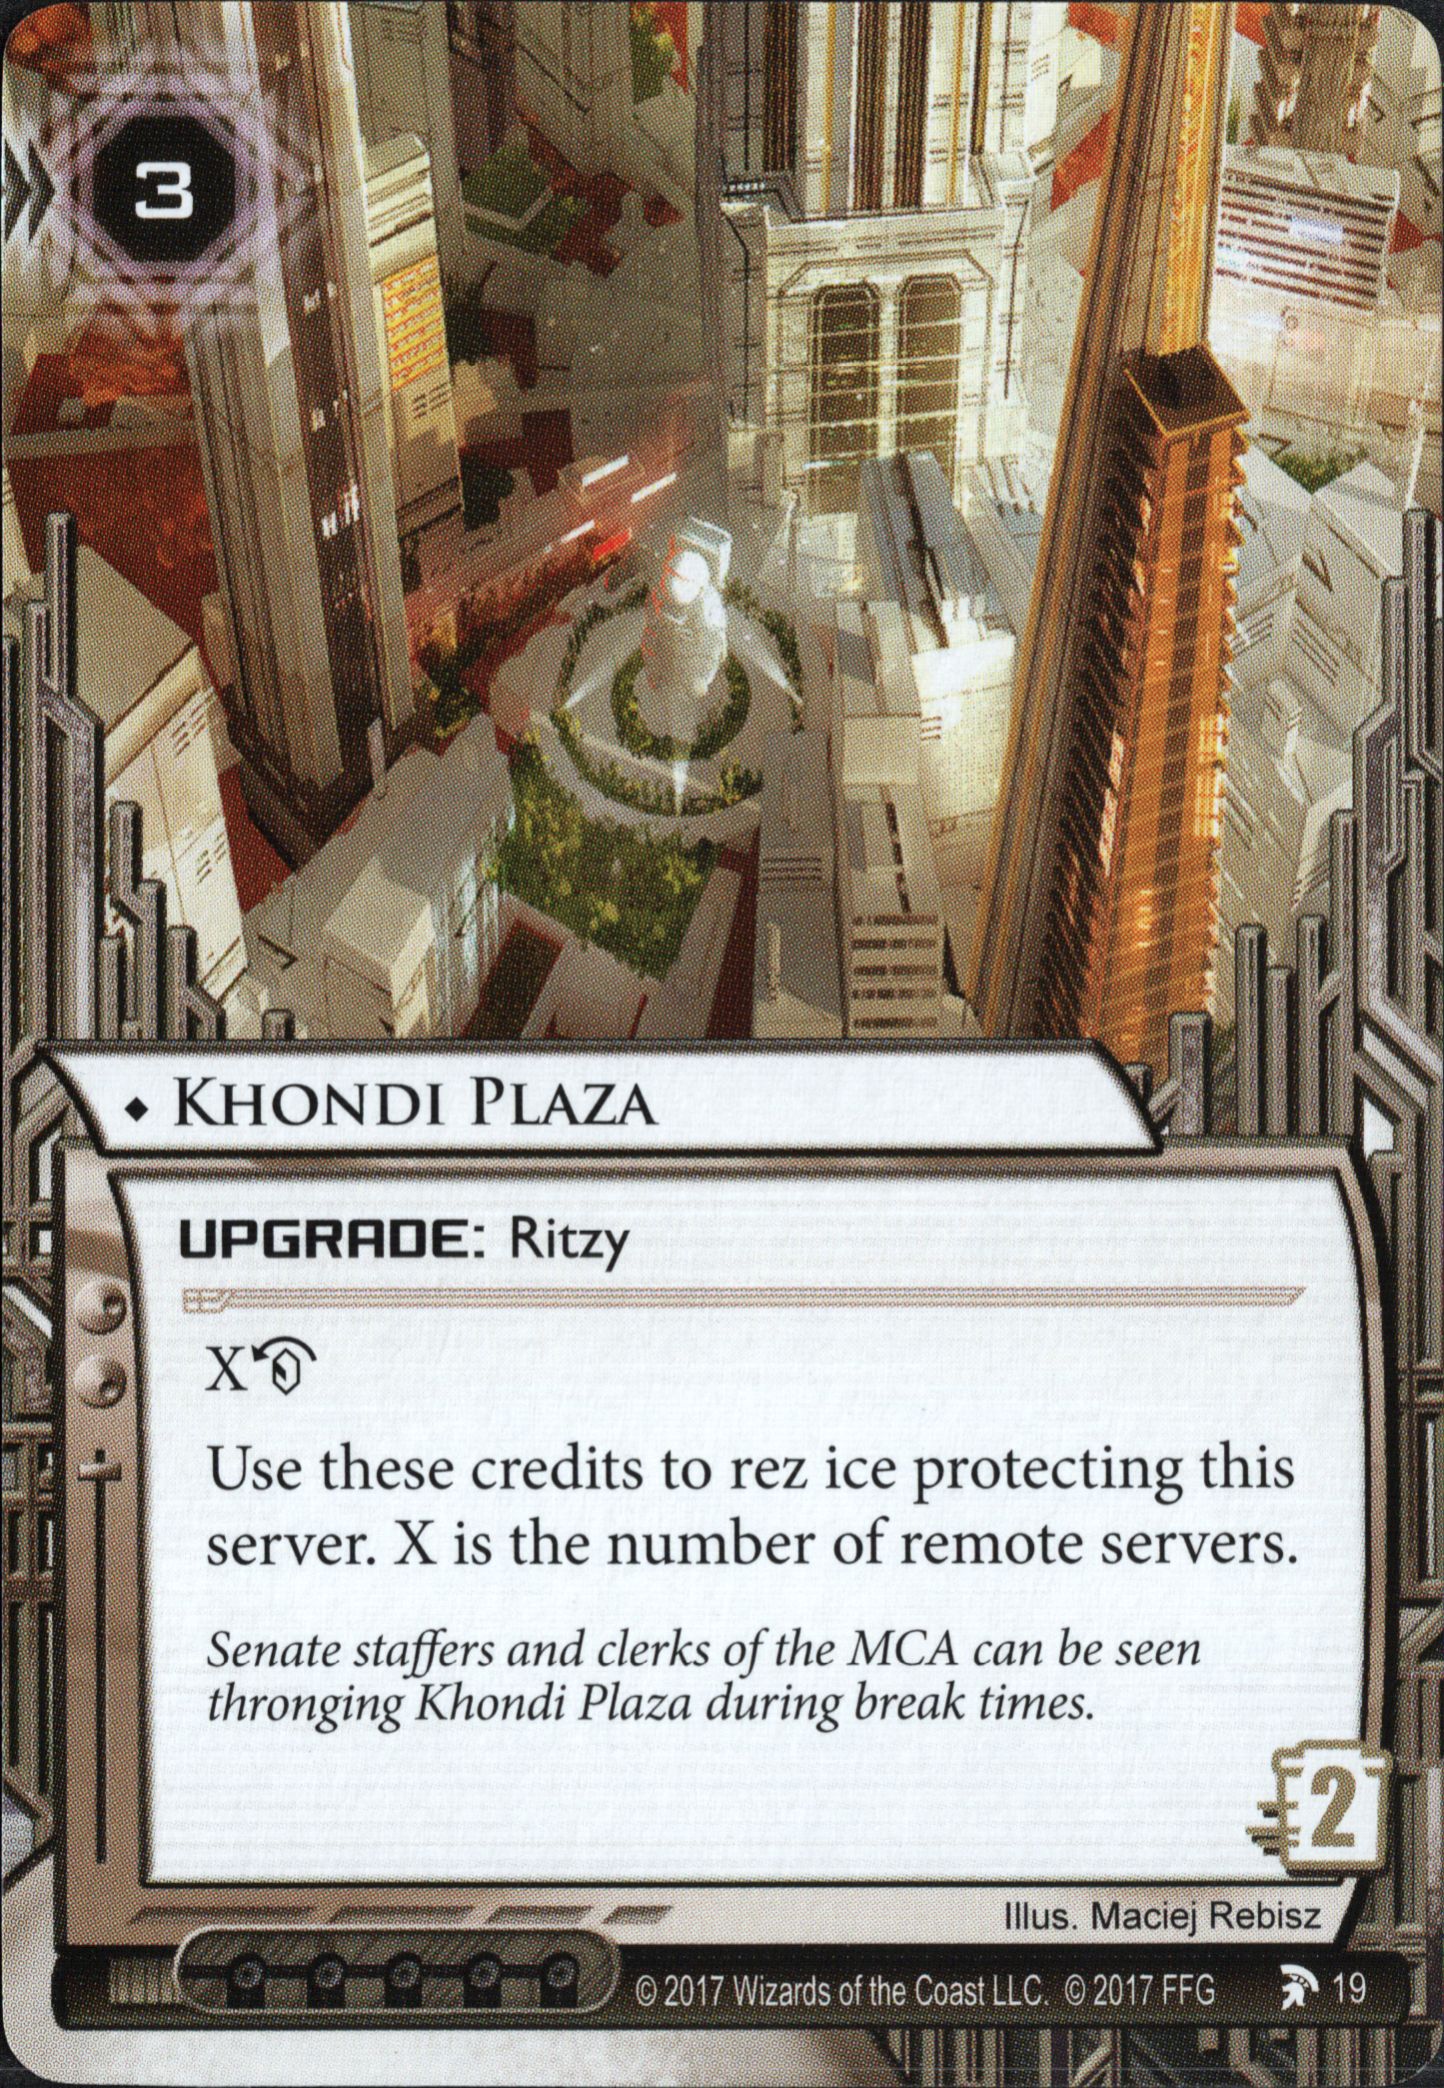 3
♦ KHONDI PLAZA
UPGRADE: Ritzy
X
Use these credits to rez ice protecting this
server. X is the number of remote servers.
Senate staffers and clerks of the MCA can be seen
thronging Khondi Plaza during break times.
2
Illus. Maciej Rebisz
© 2017 Wizards of the Coast LLC. © 2017 FFG 19